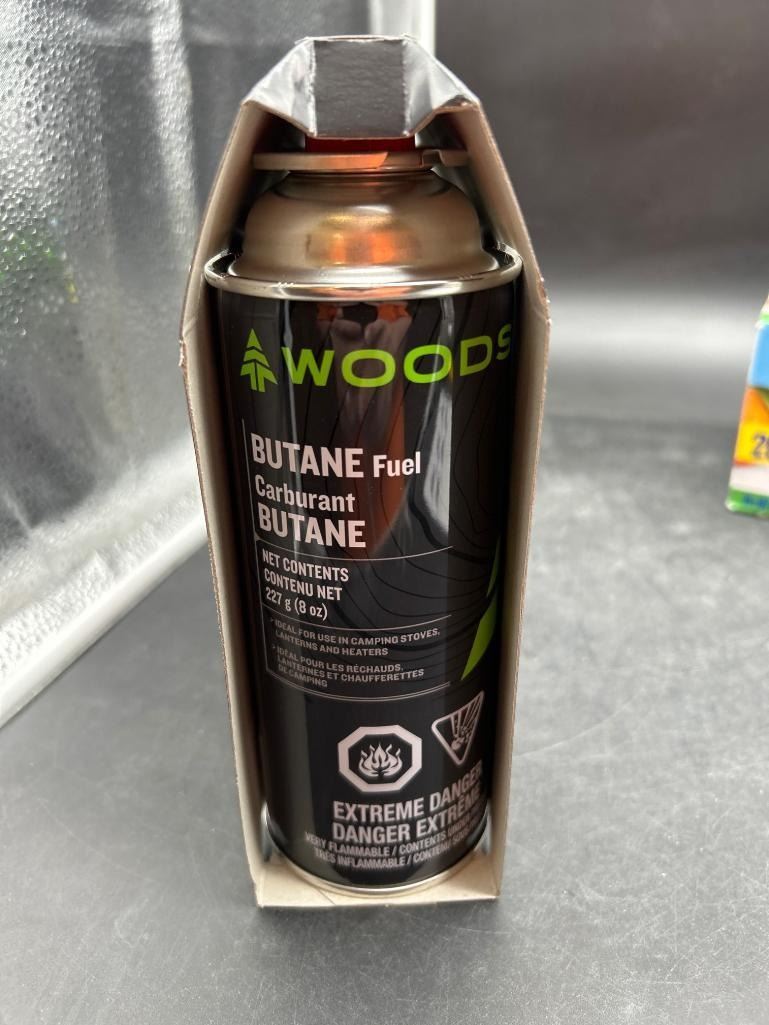 WOODS
BUTANE Fuel
Carburant
BUTANE
NET CONTENTS
CONTENU NET
227 g (8 oz)
IDEAL FOR USE IN CAMPING STOVES,
LANTERNS AND HEATERS
IDÉAL POUR LES RÉCHAUDS,
LANTERNES ET CHAUFFERETTES
DE CAMPING
EXTREME DANGER
DANGER EXTRÊME
VERY FLAMMABLE / CONTENTS UNDER
TRÈS INFLAMMABLE / CONTENU SOUS